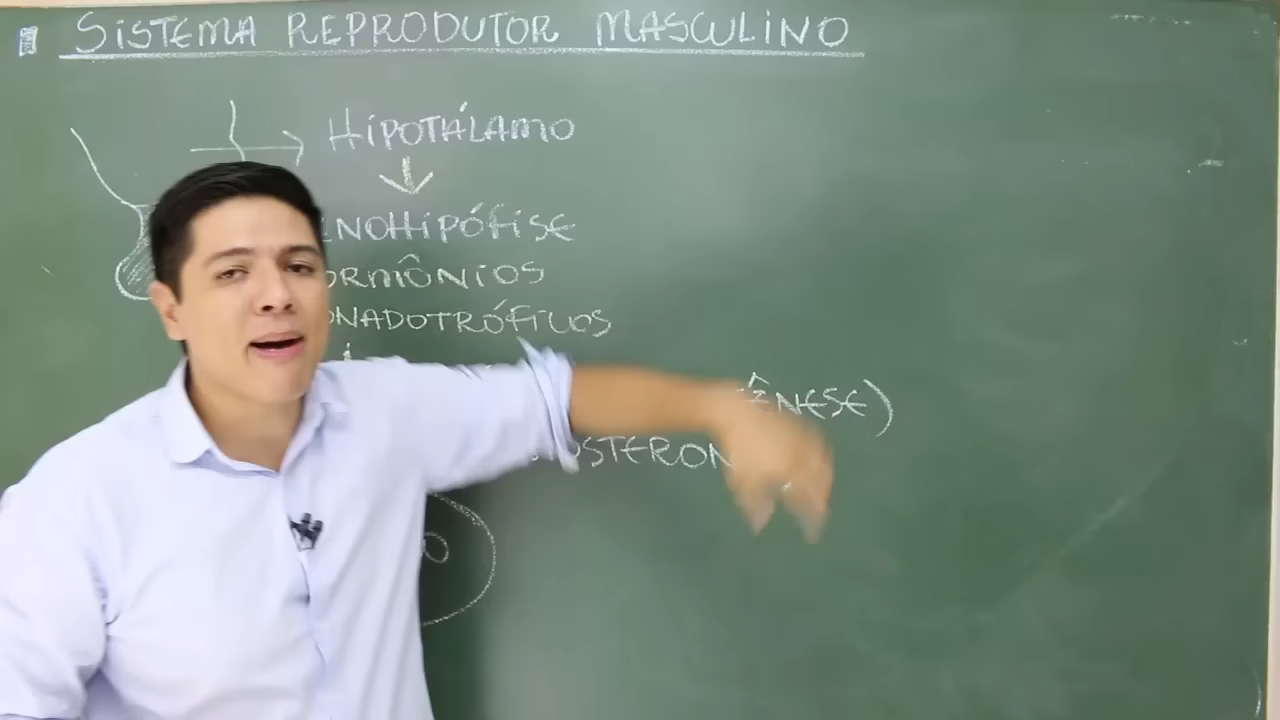 SISTEMA REPRODUTOR MASCULINO
HIPOTÁLAMO
ENOHIPÓFISE
ORMÔNIOS
ONADOTRÓFICOS
ÊNESE)
OSTERON